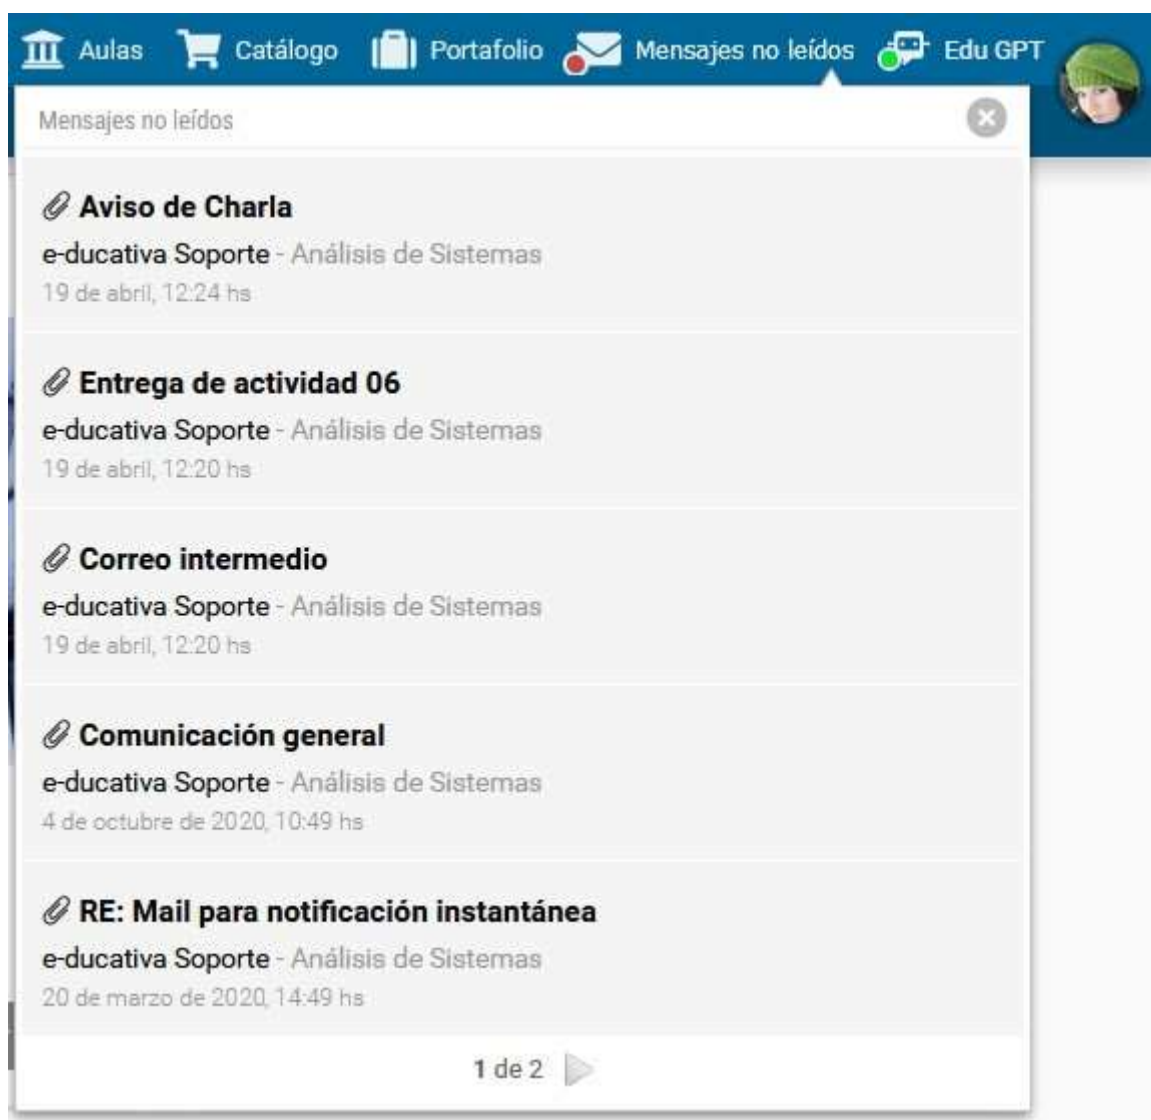 Aulas Catálogo Portafolio Mensajes no leídos Edu GPT
Mensajes no leídos
Aviso de Charla
e-ducativa Soporte - Análisis de Sistemas
19 de abril, 12:24 hs
Entrega de actividad 06
e-ducativa Soporte - Análisis de Sistemas
19 de abril, 12:20 hs
Correo intermedio
e-ducativa Soporte - Análisis de Sistemas
19 de abril, 12:20 hs
Comunicación general
e-ducativa Soporte - Análisis de Sistemas
4 de octubre de 2020, 10:49 hs
RE: Mail para notificación instantánea
e-ducativa Soporte - Análisis de Sistemas
20 de marzo de 2020, 14:49 hs
1 de 2